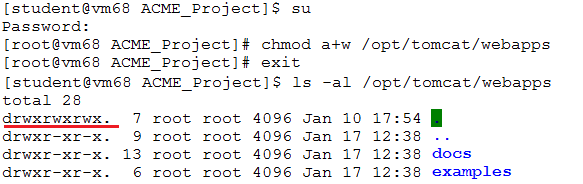 [student@vm68 ACME_Project]$ su
Password:
[root@vm68 ACME_Project]# chmod a+w /opt/tomcat/webapps
[root@vm68 ACME_Project]# exit
[student@vm68 ACME_Project]$ ls -al /opt/tomcat/webapps
total 28
drwxrwxrwx.  7 root root 4096 Jan 10 17:54 .
drwxr-xr-x.  9 root root 4096 Jan 17 12:38 ..
drwxr-xr-x. 13 root root 4096 Jan 17 12:38 docs
drwxr-xr-x.  6 root root 4096 Jan 17 12:38 examples